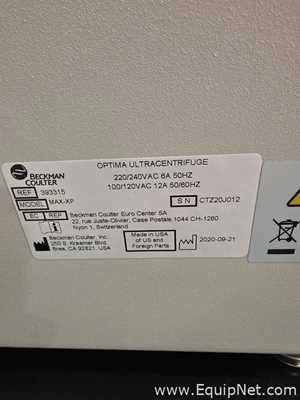 OPTIMA ULTRACENTRIFUGE
BECKMAN
COULTER
220/240VAC 6A 50HZ
100/120VAC 12A 50/60HZ
REF 393315
MODEL MAX-XP
SN CTZ20J012
EC REP Beckman Coulter Euro Center SA
22, rue Juste-Olivier, Case Postale 1044 CH-1260
Nyon 1, Switzerland
Beckman Coulter, Inc.
250 S. Kraemer Blvd.
Brea, CA 92821, USA
Made in USA
of US and
Foreign Parts
2020-09-21
www.EquipNet.com